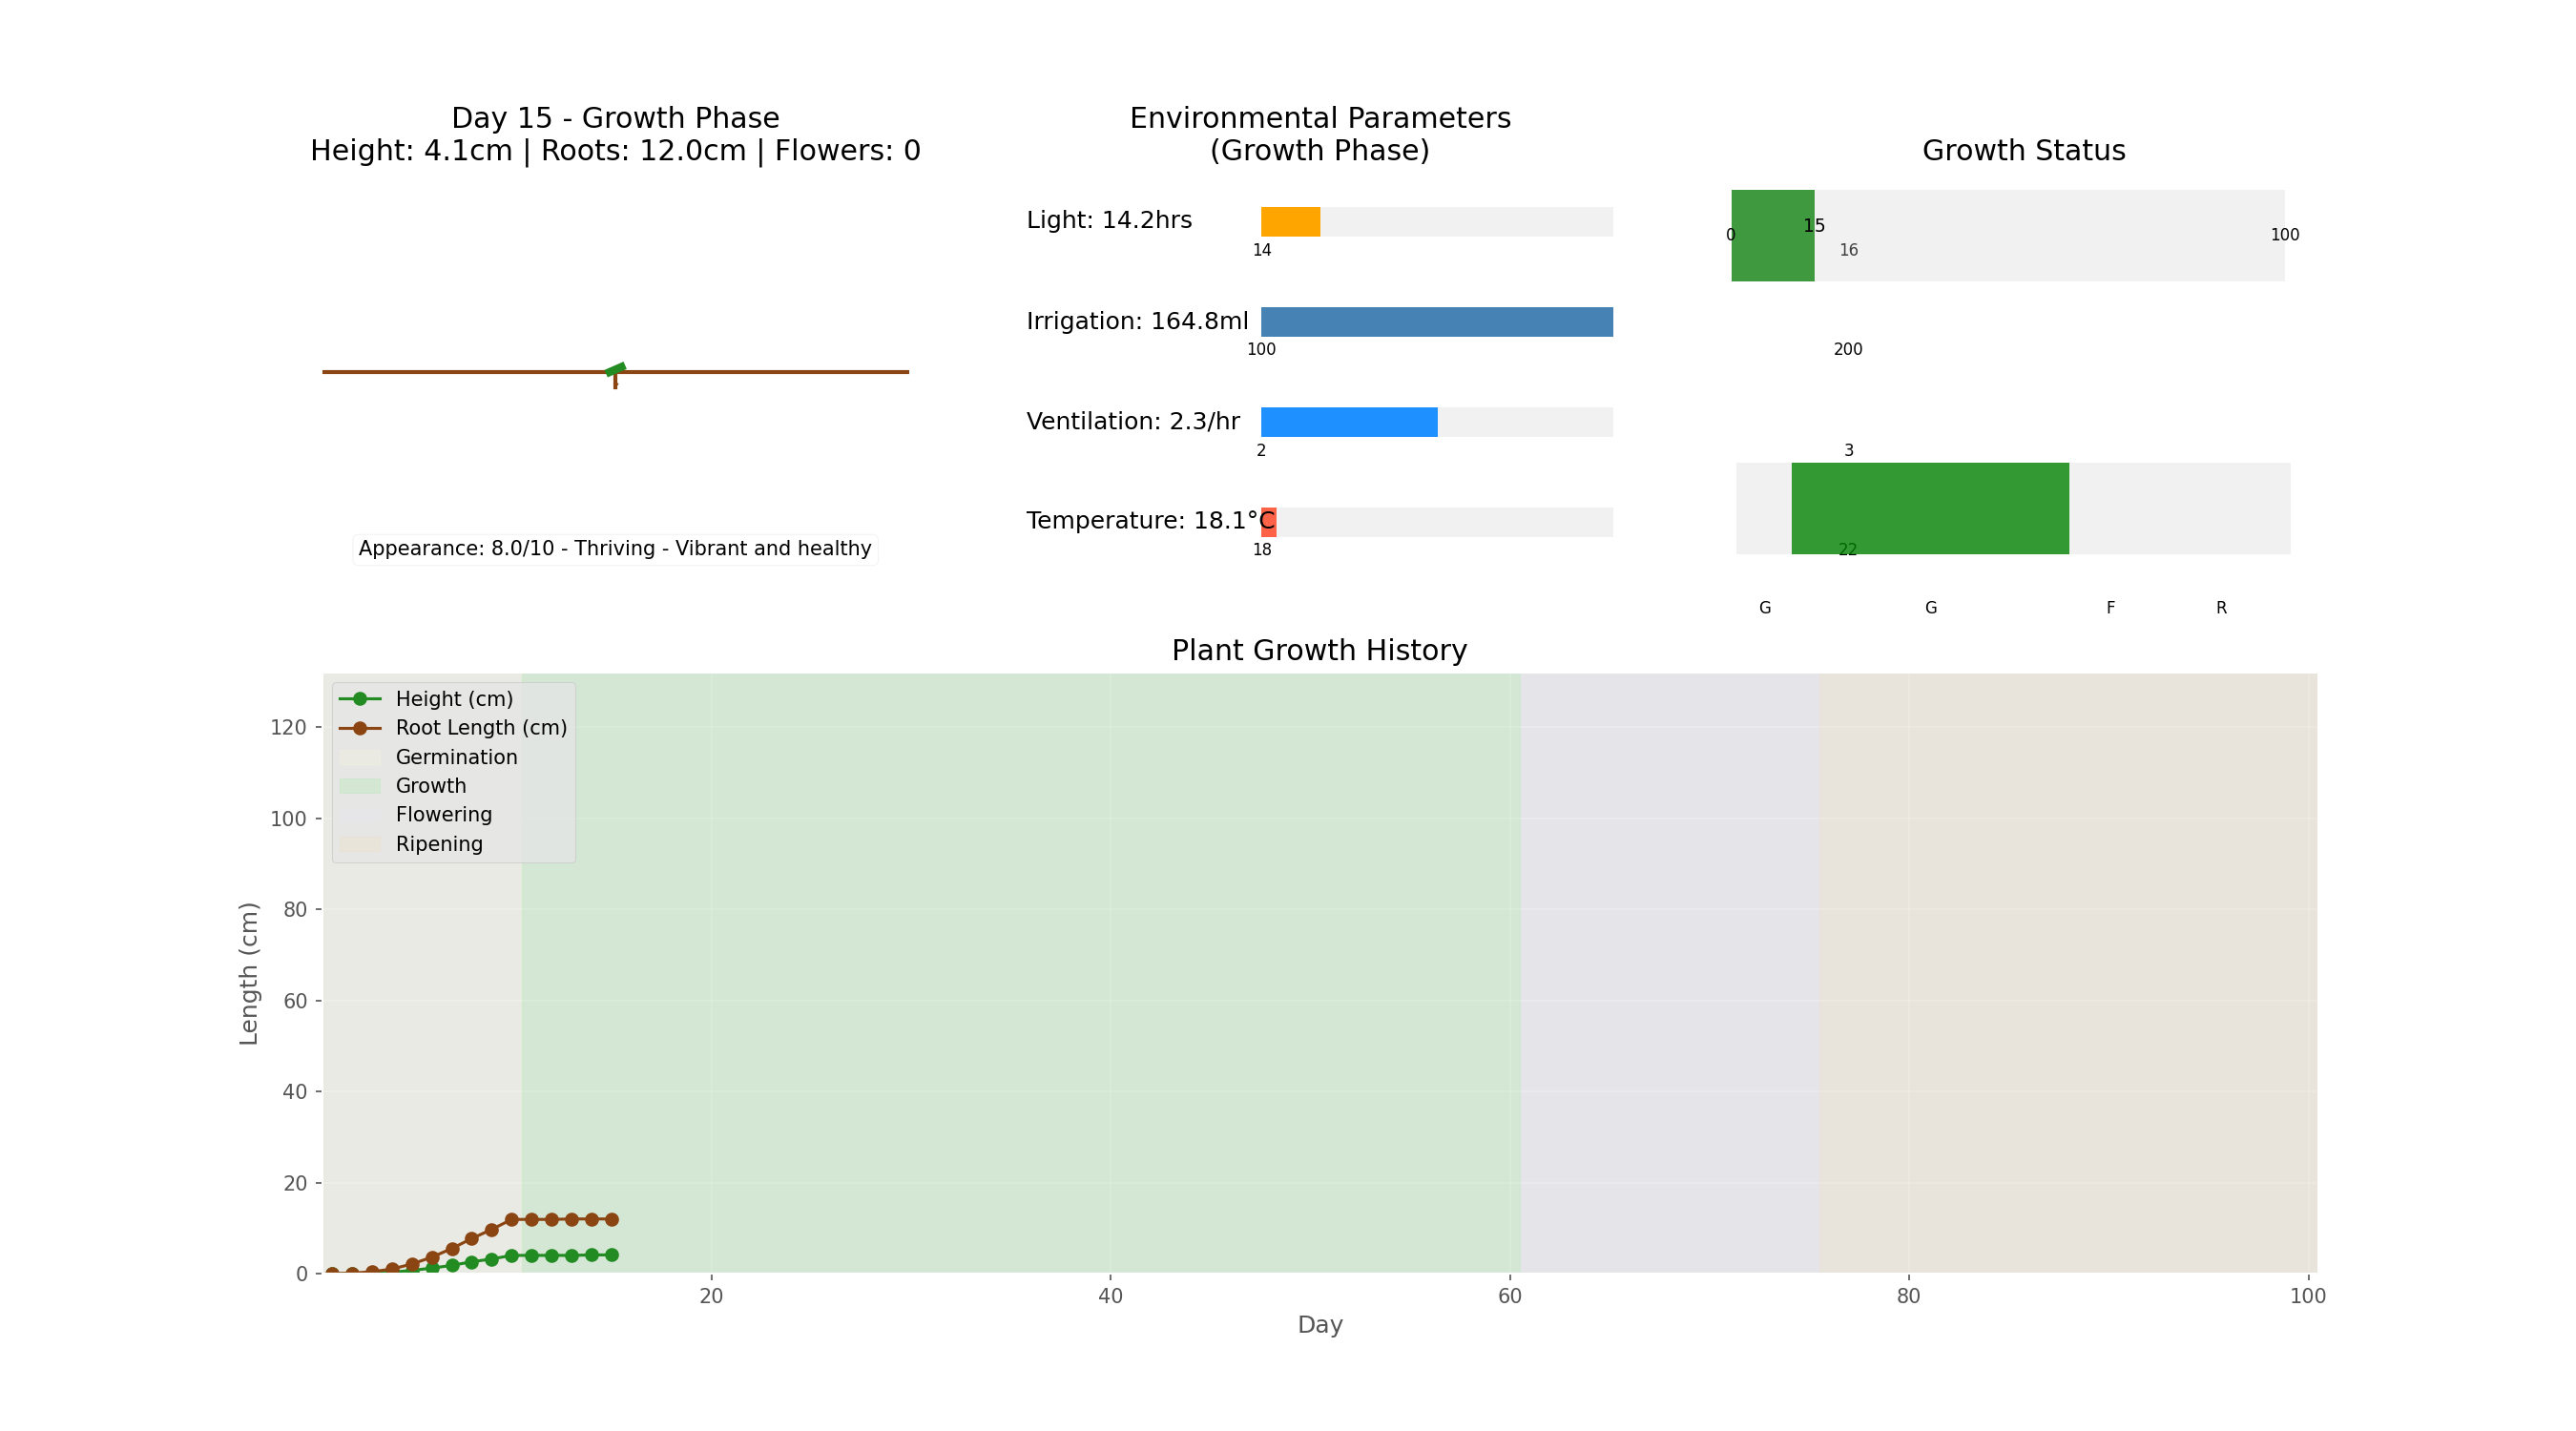 Day 15 - Growth Phase
Height: 4.1cm | Roots: 12.0cm | Flowers: 0
Appearance: 8.0/10 - Thriving - Vibrant and healthy
Environmental Parameters
(Growth Phase)
Light: 14.2hrs
14
16
Irrigation: 164.8ml
100
200
Ventilation: 2.3/hr
2
3
Temperature: 18.1°C
18
22
Growth Status
0
15
100
G
G
F
R
Plant Growth History
Height (cm)
Root Length (cm)
Germination
Growth
Flowering
Ripening
Length (cm)
120
100
80
60
40
20
0
20
40
60
80
100
Day